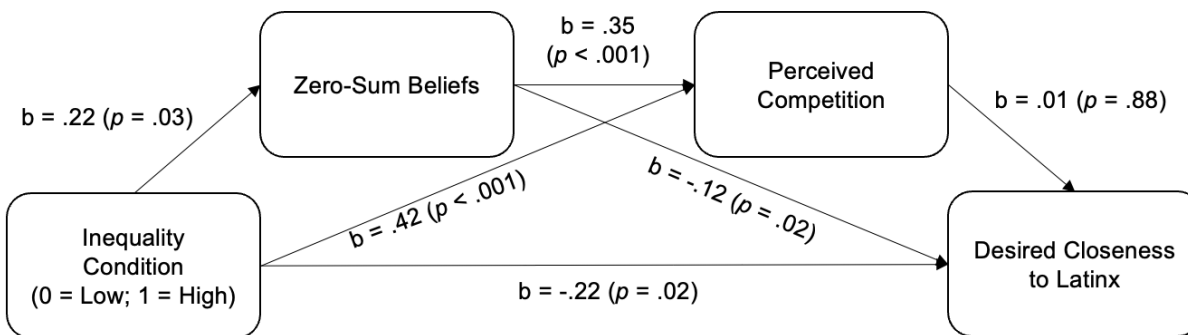 b = .35
(p < .001)
Zero-Sum Beliefs
Perceived
Competition
b = .22 (p = .03)
b = .01 (p = .88)
b = .42 (p < .001)
b = -.12 (p = .02)
Inequality
Condition
(0 = Low; 1 = High)
Desired Closeness
to Latinx
b = -.22 (p = .02)